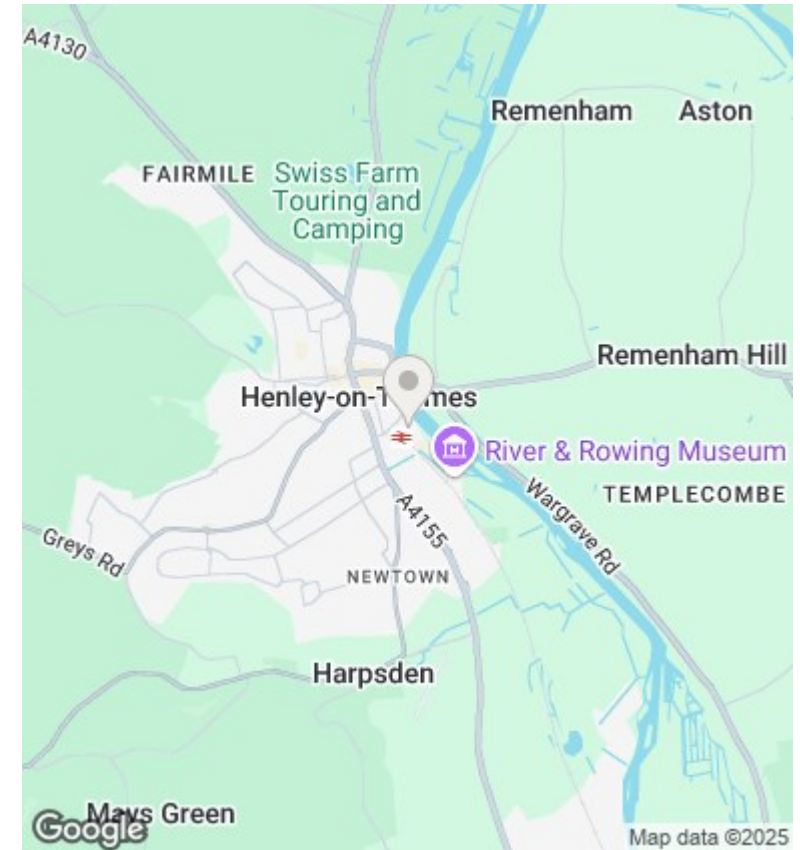 A4130
Remenham
Aston
FAIRMILE
Swiss Farm
Touring and
Camping
Remenham Hill
Henley-on-T mes
River & Rowing Museum
TEMPLECOMBE
Wargrave Rd
A4155
Greys Rd
NEWTOWN
Harpsden
Mays Green
Google
Map data ©2025